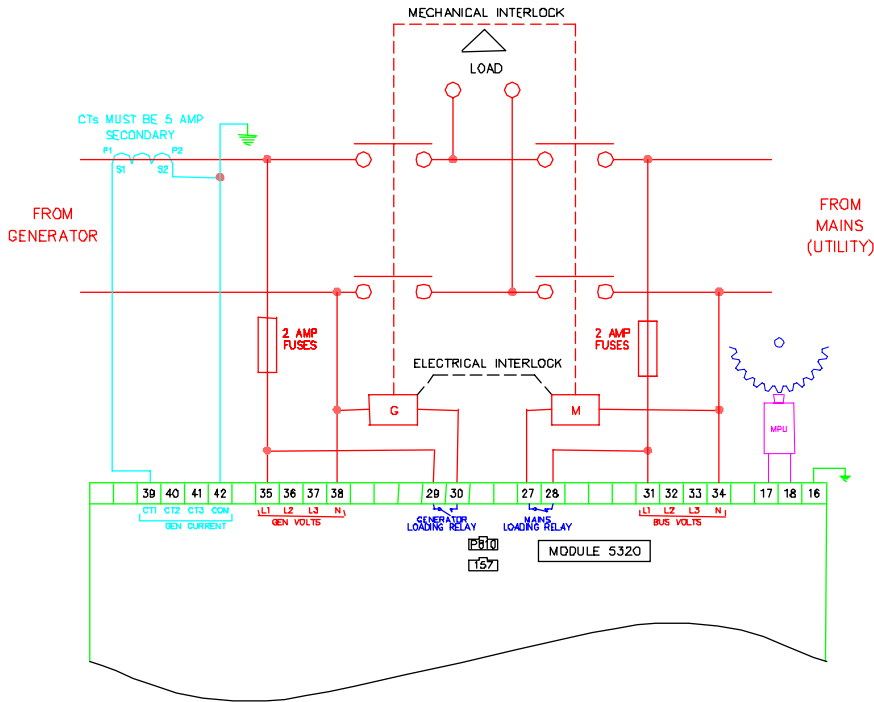 MECHANICAL INTERLOCK
LOAD
CTs MUST BE 5 AMP
SECONDARY
P1 P2
S1 S2
FROM
GENERATOR
FROM
MAINS
(UTILITY)
2 AMP
FUSES
2 AMP
FUSES
ELECTRICAL INTERLOCK
G M
MPU
39 40 41 42 35 36 37 38 29 30 27 28 31 32 33 34 17 18 16
CT1 CT2 CT3 COM L1 L2 L3 N L1 L2 L3 N
GEN CURRENT
GEN VOLTS
GENERATOR
LOADING RELAY
MAINS
LOADING RELAY
BUS VOLTS
P810
157
MODULE 5320